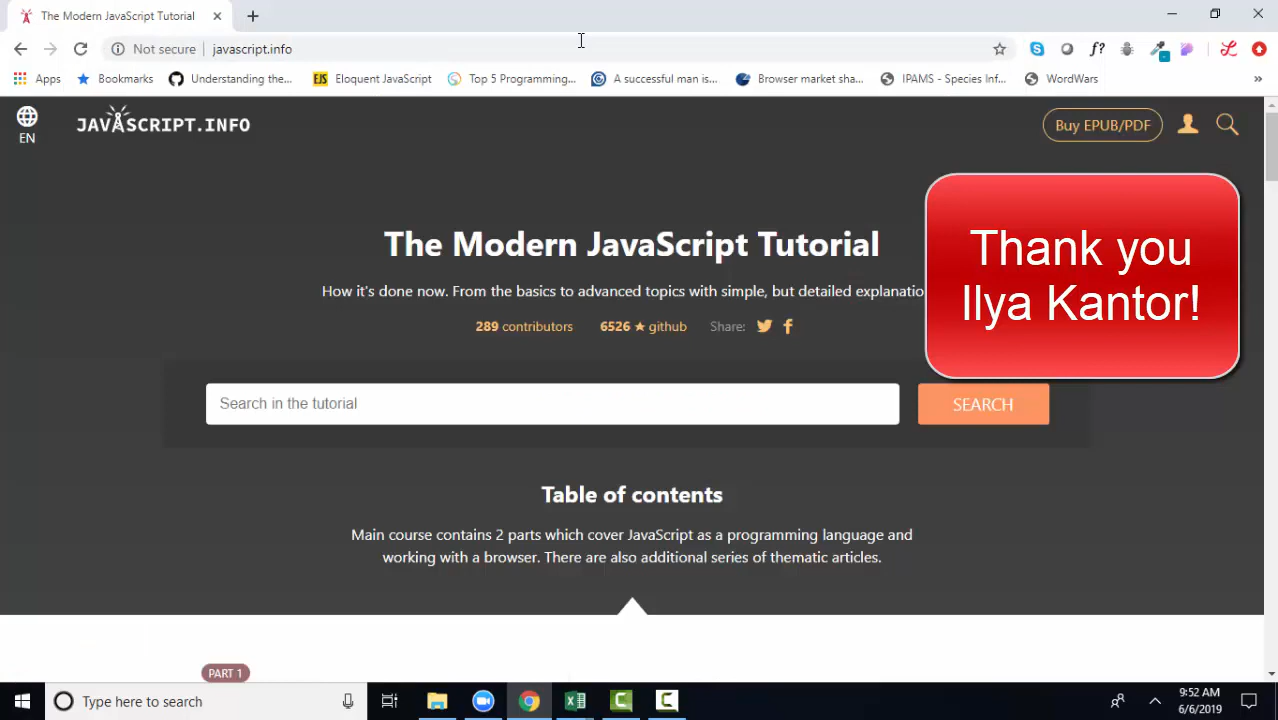 The Modern JavaScript Tutorial
Not secure
javascript.info
f?
Apps
Bookmarks
Understanding the...
EJS
Eloquent JavaScript
Top 5 Programming...
A successful man is...
Browser market sha...
IPAMS - Species Inf...
WordWars
»
EN
JAVASCRIPT.INFO
Buy EPUB/PDF
The Modern JavaScript Tutorial
How it's done now. From the basics to advanced topics with simple, but detailed explanatio
289 contributors
6526 ★ github
Share:
Thank you
Ilya Kantor!
Search in the tutorial
SEARCH
Table of contents
Main course contains 2 parts which cover JavaScript as a programming language and
working with a browser. There are also additional series of thematic articles.
PART 1
Type here to search
9:52 AM
6/6/2019